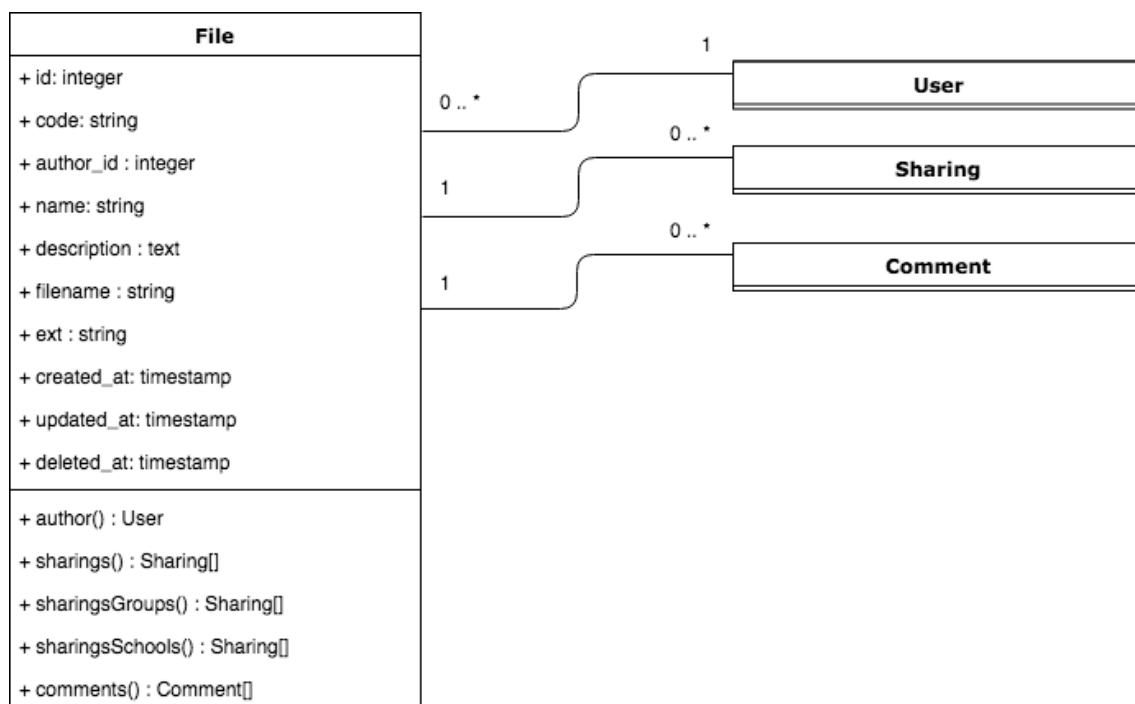 File
+ id: integer
+ code: string
+ author_id : integer
+ name: string
+ description : text
+ filename : string
+ ext : string
+ created_at: timestamp
+ updated_at: timestamp
+ deleted_at: timestamp
+ author() : User
+ sharings() : Sharing[]
+ sharingsGroups() : Sharing[]
+ sharingsSchools() : Sharing[]
+ comments() : Comment[]
0 .. *
1
User
1
0 .. *
Sharing
1
0 .. *
Comment